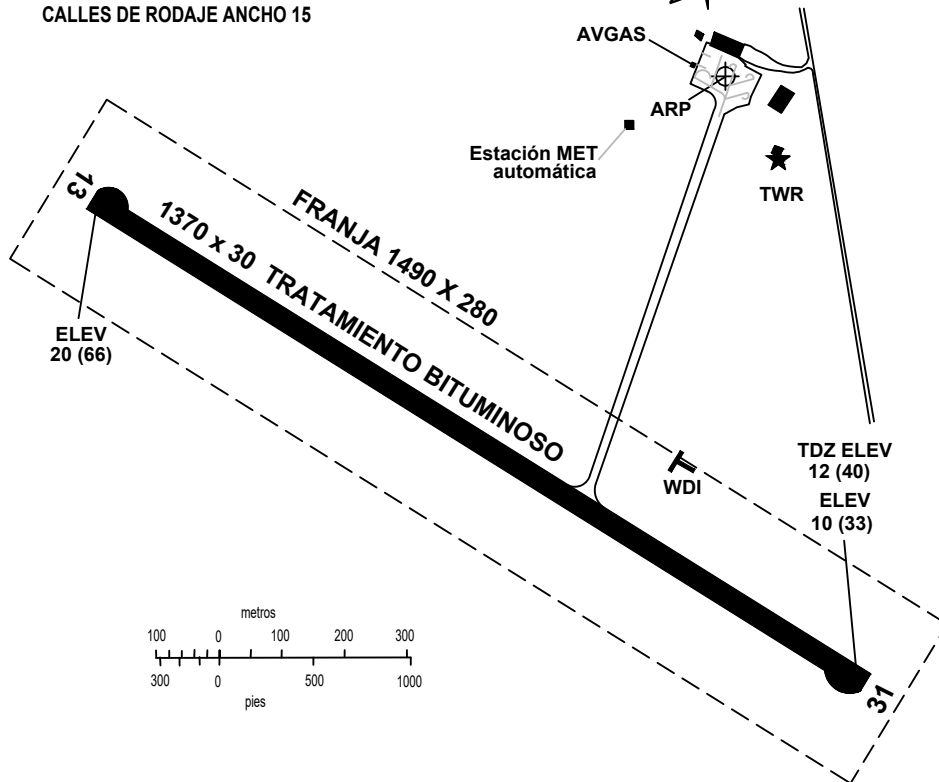 CALLES DE RODAJE ANCHO 15
AVGAS
ARP
Estación MET
automática
TWR
13
FRANJA 1490 X 280
1370 x 30 TRATAMIENTO BITUMINOSO
ELEV
20 (66)
WDI
TDZ ELEV
12 (40)
ELEV
10 (33)
31
metros
100 0 100 200 300
300 0 500 1000
pies